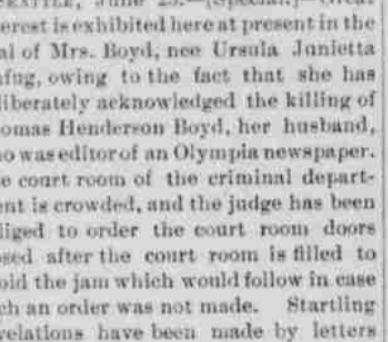 SEATTLE, June 25.—[Special.]—Great
erest is exhibited here at present in the
al of Mrs. Boyd, nee Ursula Junietta
afug, owing to the fact that she has
liberately acknowledged the killing of
omas Henderson Boyd, her husband,
ho was editor of an Olympia newspaper.
e court room of the criminal depart-
ent is crowded, and the judge has been
liged to order the court room doors
osed after the court room is filled to
oid the jam which would follow in case
ch an order was not made. Startling
velations have been made by letters